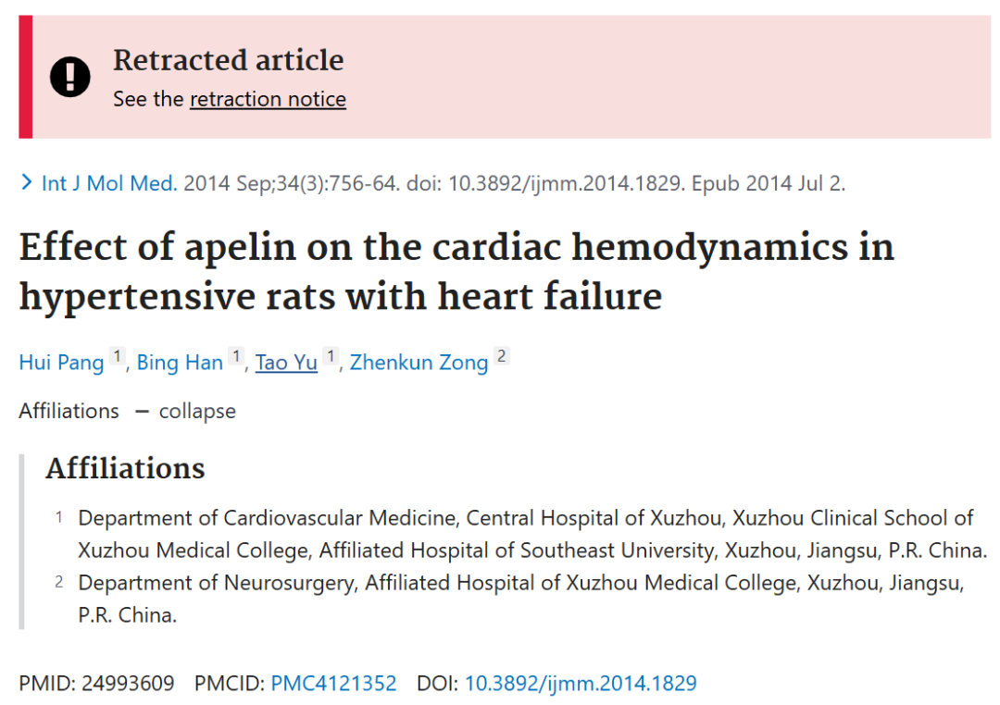 Retracted article
See the retraction notice
Int J Mol Med. 2014 Sep;34(3):756-64. doi: 10.3892/ijmm.2014.1829. Epub 2014 Jul 2.
Effect of apelin on the cardiac hemodynamics in
hypertensive rats with heart failure
Hui Pang 1, Bing Han 1, Tao Yu 1, Zhenkun Zong 2
Affiliations – collapse
Affiliations
1 Department of Cardiovascular Medicine, Central Hospital of Xuzhou, Xuzhou Clinical School of
Xuzhou Medical College, Affiliated Hospital of Southeast University, Xuzhou, Jiangsu, P.R. China.
2 Department of Neurosurgery, Affiliated Hospital of Xuzhou Medical College, Xuzhou, Jiangsu,
P.R. China.
PMID: 24993609 PMCID: PMC4121352 DOI: 10.3892/ijmm.2014.1829